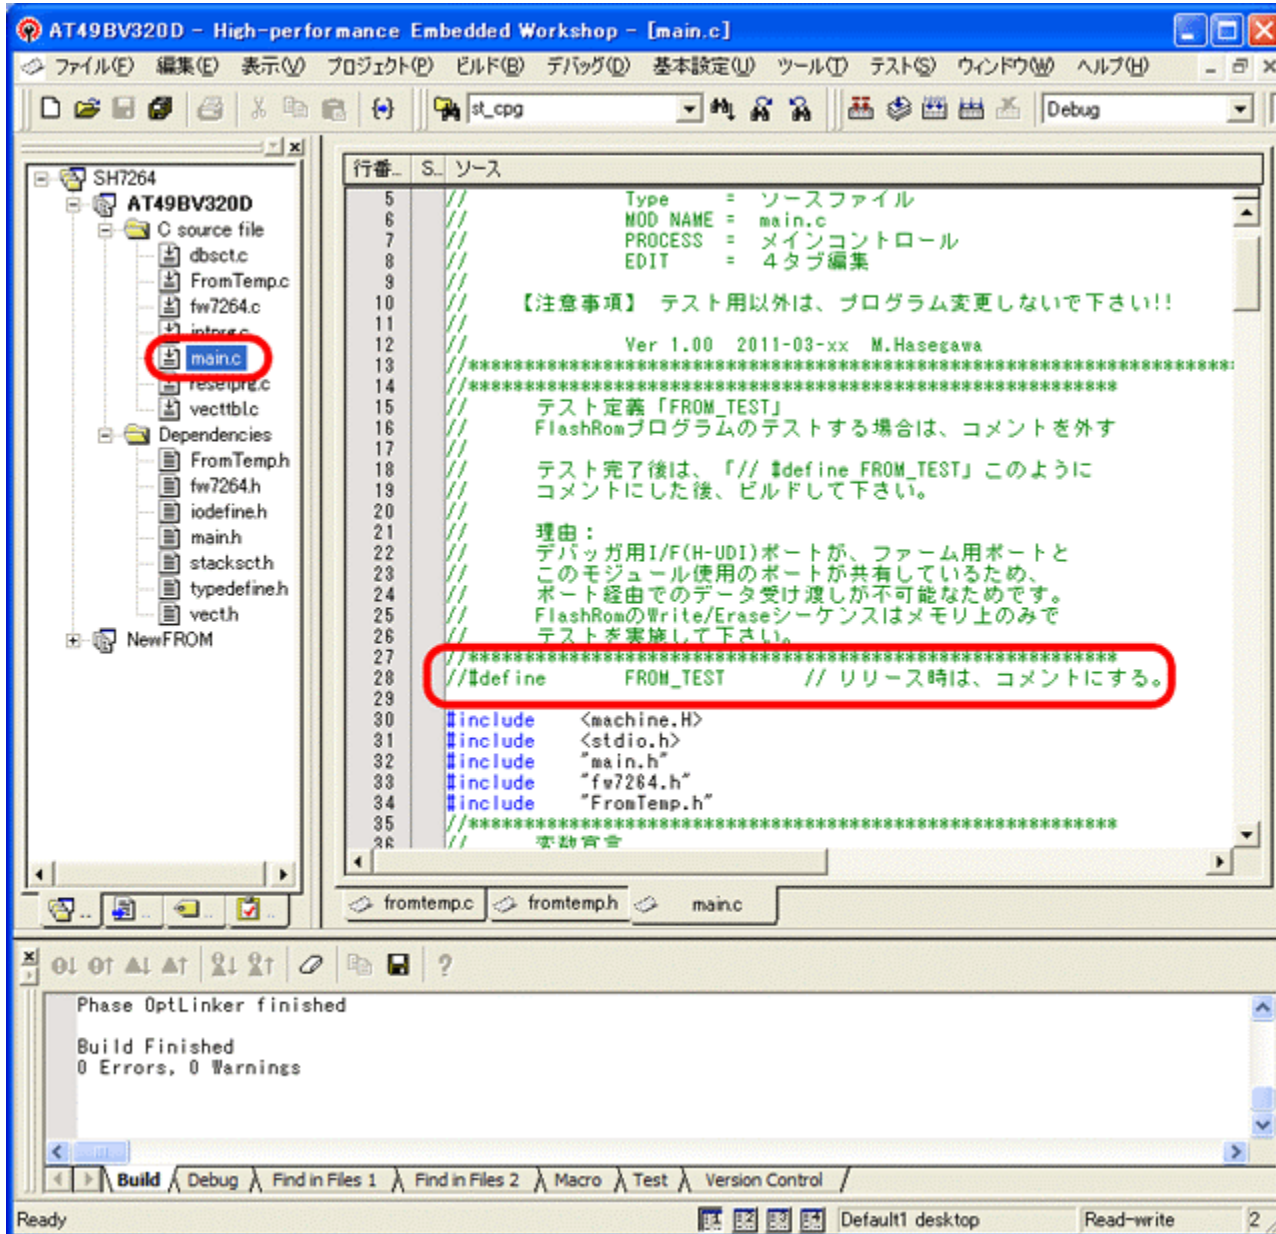 AT49BV320D - High-performance Embedded Workshop - [main.c]
ファイル(F) 編集(E) 表示(V) プロジェクト(P) ビルド(B) デバッグ(D) 基本設定(U) ツール(T) テスト(S) ウィンドウ(W) ヘルプ(H)
st_cpg Debug
SH7264
AT49BV320D
C source file
dbsct.c
FromTemp.c
fw7264.c
intprg.c
main.c
resetprg.c
vecttbl.c
Dependencies
FromTemp.h
fw7264.h
iodefine.h
main.h
stacksct.h
typedefine.h
vect.h
NewFROM
行番... S... ソース
5 // Type = ソースファイル
6 // MOD NAME = main.c
7 // PROCESS = メインコントロール
8 // EDIT = 4タブ編集
9 //
10 // 【注意事項】 テスト用以外は、プログラム変更しないで下さい!!
11 //
12 // Ver 1.00 2011-03-xx M.Hasegawa
13 //********************************************************************
14 //**********************************************************
15 // テスト定義「FROM_TEST」
16 // FlashRomプログラムのテストする場合は、コメントを外す
17 //
18 // テスト完了後は、「// #define FROM_TEST」このように
19 // コメントにした後、ビルドして下さい。
20 //
21 // 理由:
22 // デバッガ用I/F(H-UDI)ポートが、ファーム用ポートと
23 // このモジュール使用のポートが共有しているため、
24 // ポート経由でのデータ受け渡しが不可能なためです。
25 // FlashRomのWrite/Eraseシーケンスはメモリ上のみで
26 // テストを実施して下さい。
27 //**********************************************************
28 //#define FROM_TEST // リリース時は、コメントにする。
29
30 #include <machine.H>
31 #include <stdio.h>
32 #include "main.h"
33 #include "fw7264.h"
34 #include "FromTemp.h"
35 //**********************************************************
36 // 変数宣言
fromtemp.c fromtemp.h main.c
Phase OptLinker finished
Build Finished
0 Errors, 0 Warnings
Build Debug Find in Files 1 Find in Files 2 Macro Test Version Control
Ready Default1 desktop Read-write 2